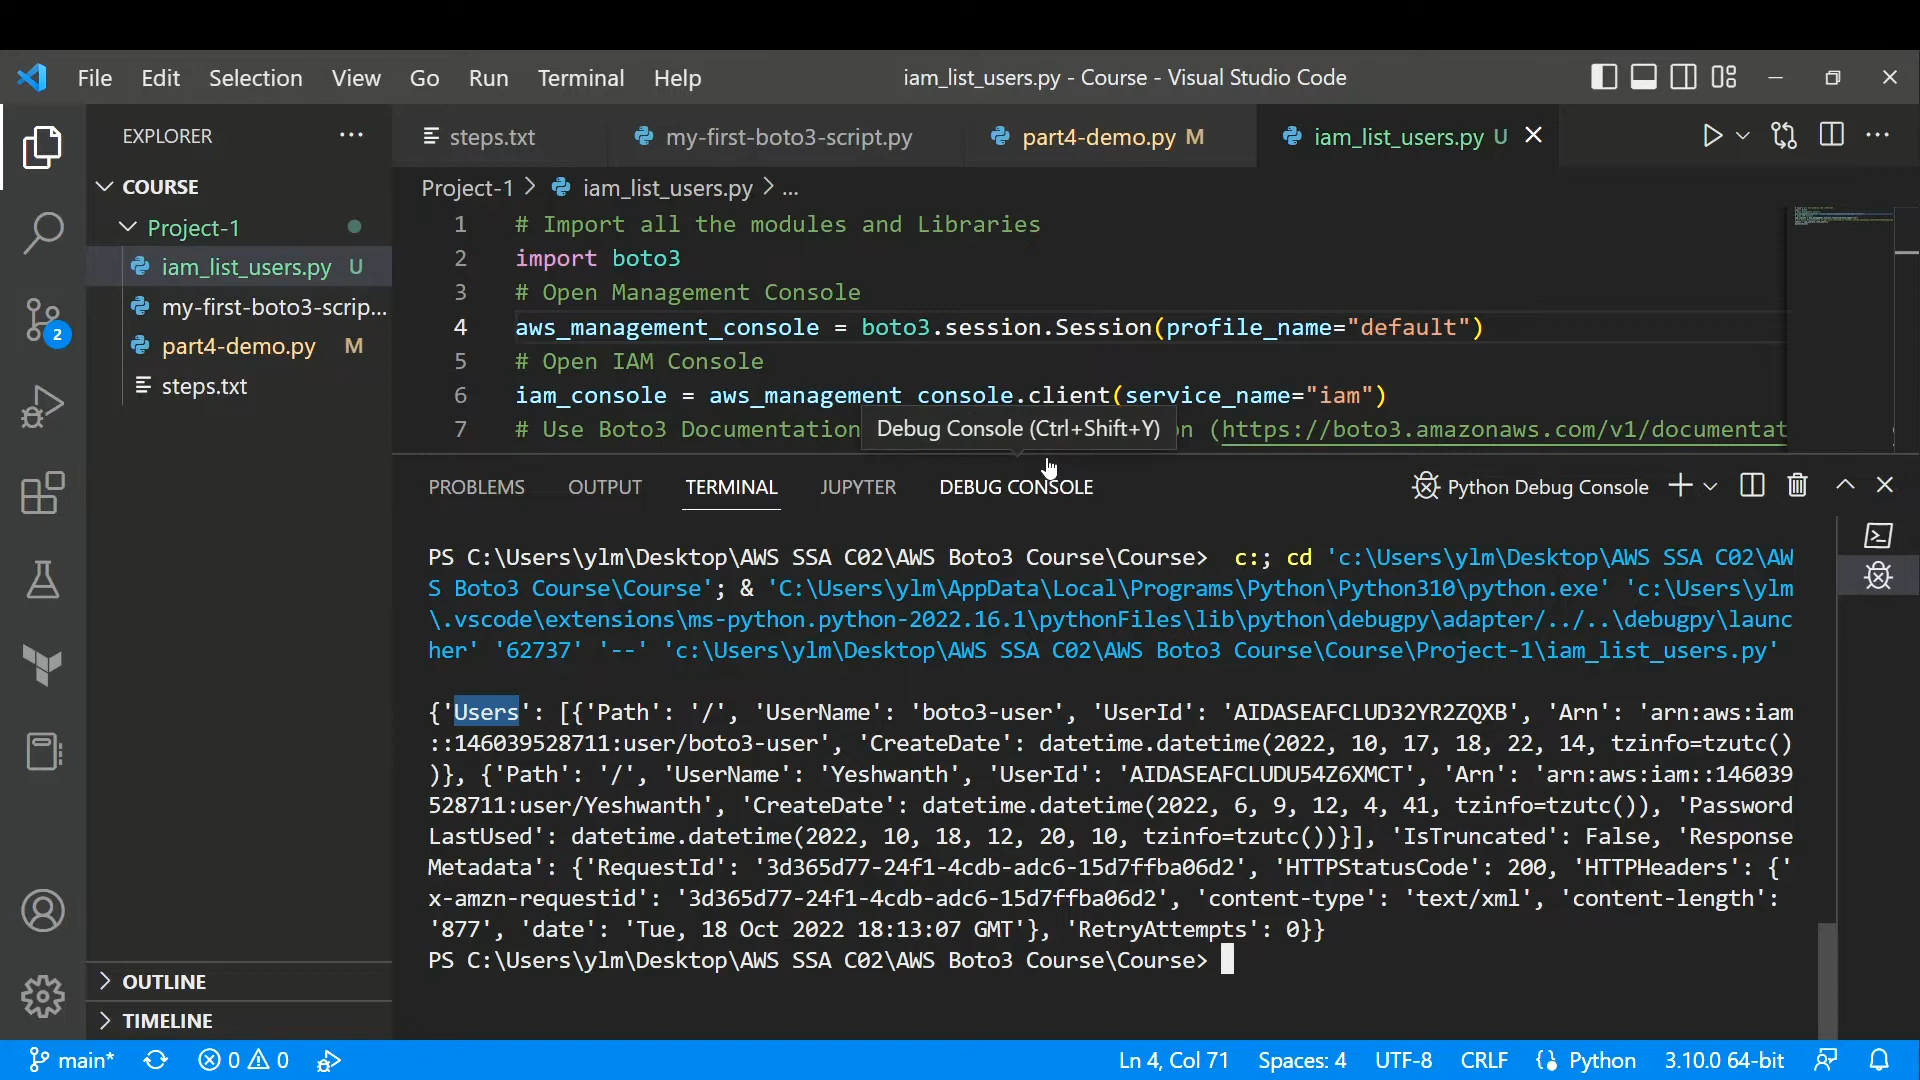 File Edit Selection View Go Run Terminal Help
iam_list_users.py - Course - Visual Studio Code
EXPLORER
COURSE
Project-1
iam_list_users.py U
my-first-boto3-scrip...
part4-demo.py M
steps.txt
OUTLINE
TIMELINE
2
steps.txt
my-first-boto3-script.py
part4-demo.py M
iam_list_users.py U
Project-1 > iam_list_users.py > ...
1 # Import all the modules and Libraries
2 import boto3
3 # Open Management Console
4 aws_management_console = boto3.session.Session(profile_name="default")
5 # Open IAM Console
6 iam_console = aws_management_console.client(service_name="iam")
7 # Use Boto3 Documentation n (https://boto3.amazonaws.com/v1/documentat
Debug Console (Ctrl+Shift+Y)
PROBLEMS OUTPUT TERMINAL JUPYTER DEBUG CONSOLE
Python Debug Console
PS C:\Users\ylm\Desktop\AWS SSA C02\AWS Boto3 Course\Course> c:; cd 'c:\Users\ylm\Desktop\AWS SSA C02\AW
S Boto3 Course\Course'; & 'C:\Users\ylm\AppData\Local\Programs\Python\Python310\python.exe' 'c:\Users\ylm
\.vscode\extensions\ms-python.python-2022.16.1\pythonFiles\lib\python\debugpy\adapter/../..\debugpy\launc
her' '62737' '--' 'c:\Users\ylm\Desktop\AWS SSA C02\AWS Boto3 Course\Course\Project-1\iam_list_users.py'
{'Users': [{'Path': '/', 'UserName': 'boto3-user', 'UserId': 'AIDASEAFCLUD32YR2ZQXB', 'Arn': 'arn:aws:iam
::146039528711:user/boto3-user', 'CreateDate': datetime.datetime(2022, 10, 17, 18, 22, 14, tzinfo=tzutc()
)}, {'Path': '/', 'UserName': 'Yeshwanth', 'UserId': 'AIDASEAFCLUDU54Z6XMCT', 'Arn': 'arn:aws:iam::146039
528711:user/Yeshwanth', 'CreateDate': datetime.datetime(2022, 6, 9, 12, 4, 41, tzinfo=tzutc()), 'Password
LastUsed': datetime.datetime(2022, 10, 18, 12, 20, 10, tzinfo=tzutc())}], 'IsTruncated': False, 'Response
Metadata': {'RequestId': '3d365d77-24f1-4cdb-adc6-15d7ffba06d2', 'HTTPStatusCode': 200, 'HTTPHeaders': {'
x-amzn-requestid': '3d365d77-24f1-4cdb-adc6-15d7ffba06d2', 'content-type': 'text/xml', 'content-length':
'877', 'date': 'Tue, 18 Oct 2022 18:13:07 GMT'}, 'RetryAttempts': 0}}
PS C:\Users\ylm\Desktop\AWS SSA C02\AWS Boto3 Course\Course>
main* 0 0
Ln 4, Col 71 Spaces: 4 UTF-8 CRLF Python 3.10.0 64-bit